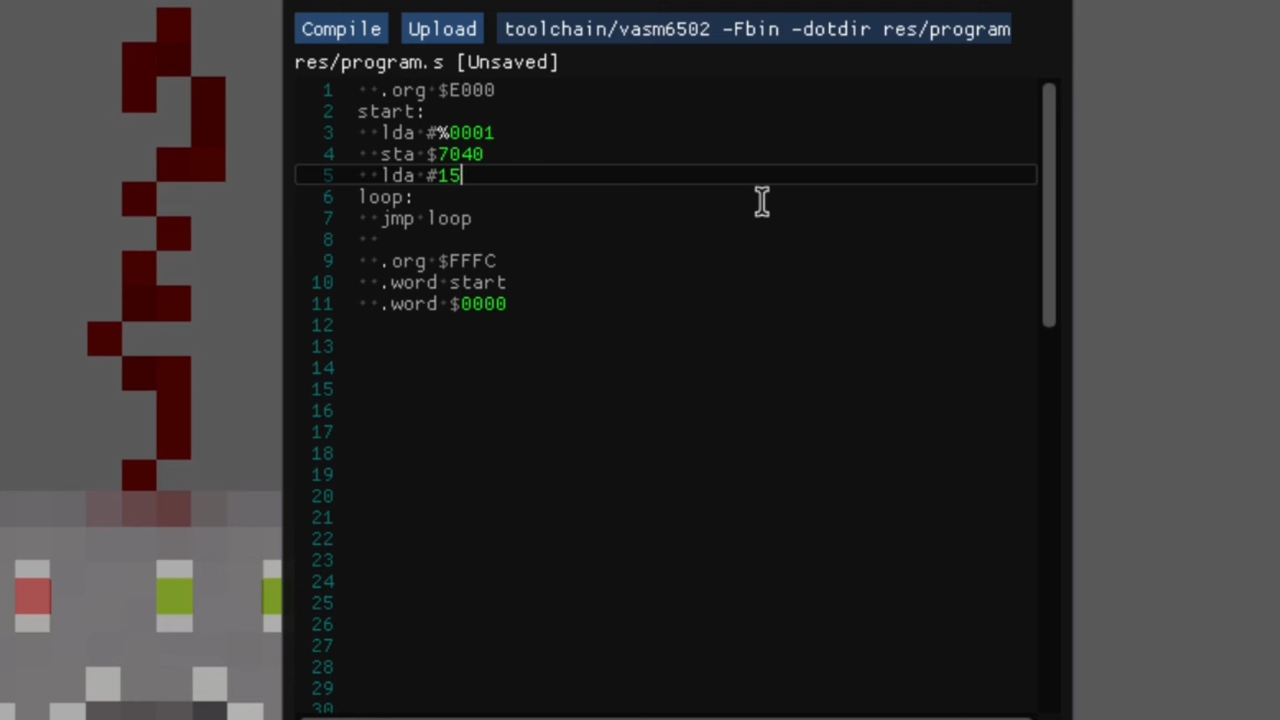 Compile Upload toolchain/vasm6502 -Fbin -dotdir res/program
res/program.s [Unsaved]
1 .org $E000
2 start:
3 lda #%0001
4 sta $7040
5 lda #15
6 loop:
7 jmp loop
8
9 .org $FFFC
10 .word start
11 .word $0000
12
13
14
15
16
17
18
19
20
21
22
23
24
25
26
27
28
29
30